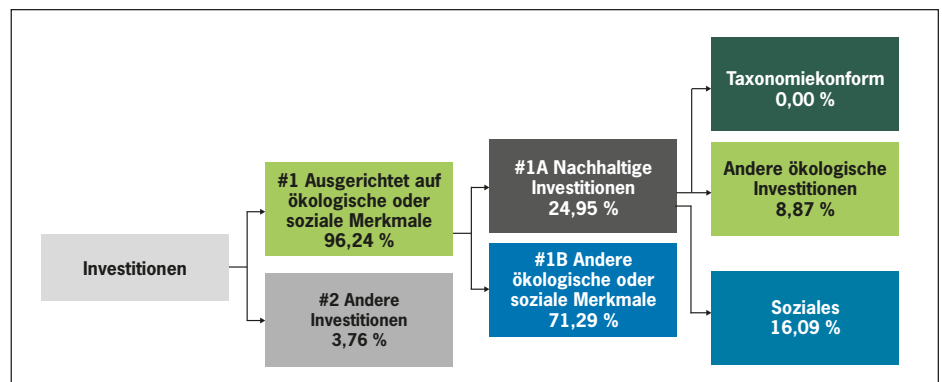 Investitionen
#1 Ausgerichtet auf
ökologische oder
soziale Merkmale
96,24 %
#2 Andere
Investitionen
3,76 %
#1A Nachhaltige
Investitionen
24,95 %
#1B Andere
ökologische oder
soziale Merkmale
71,29 %
Taxonomiekonform
0,00 %
Andere ökologische
Investitionen
8,87 %
Soziales
16,09 %